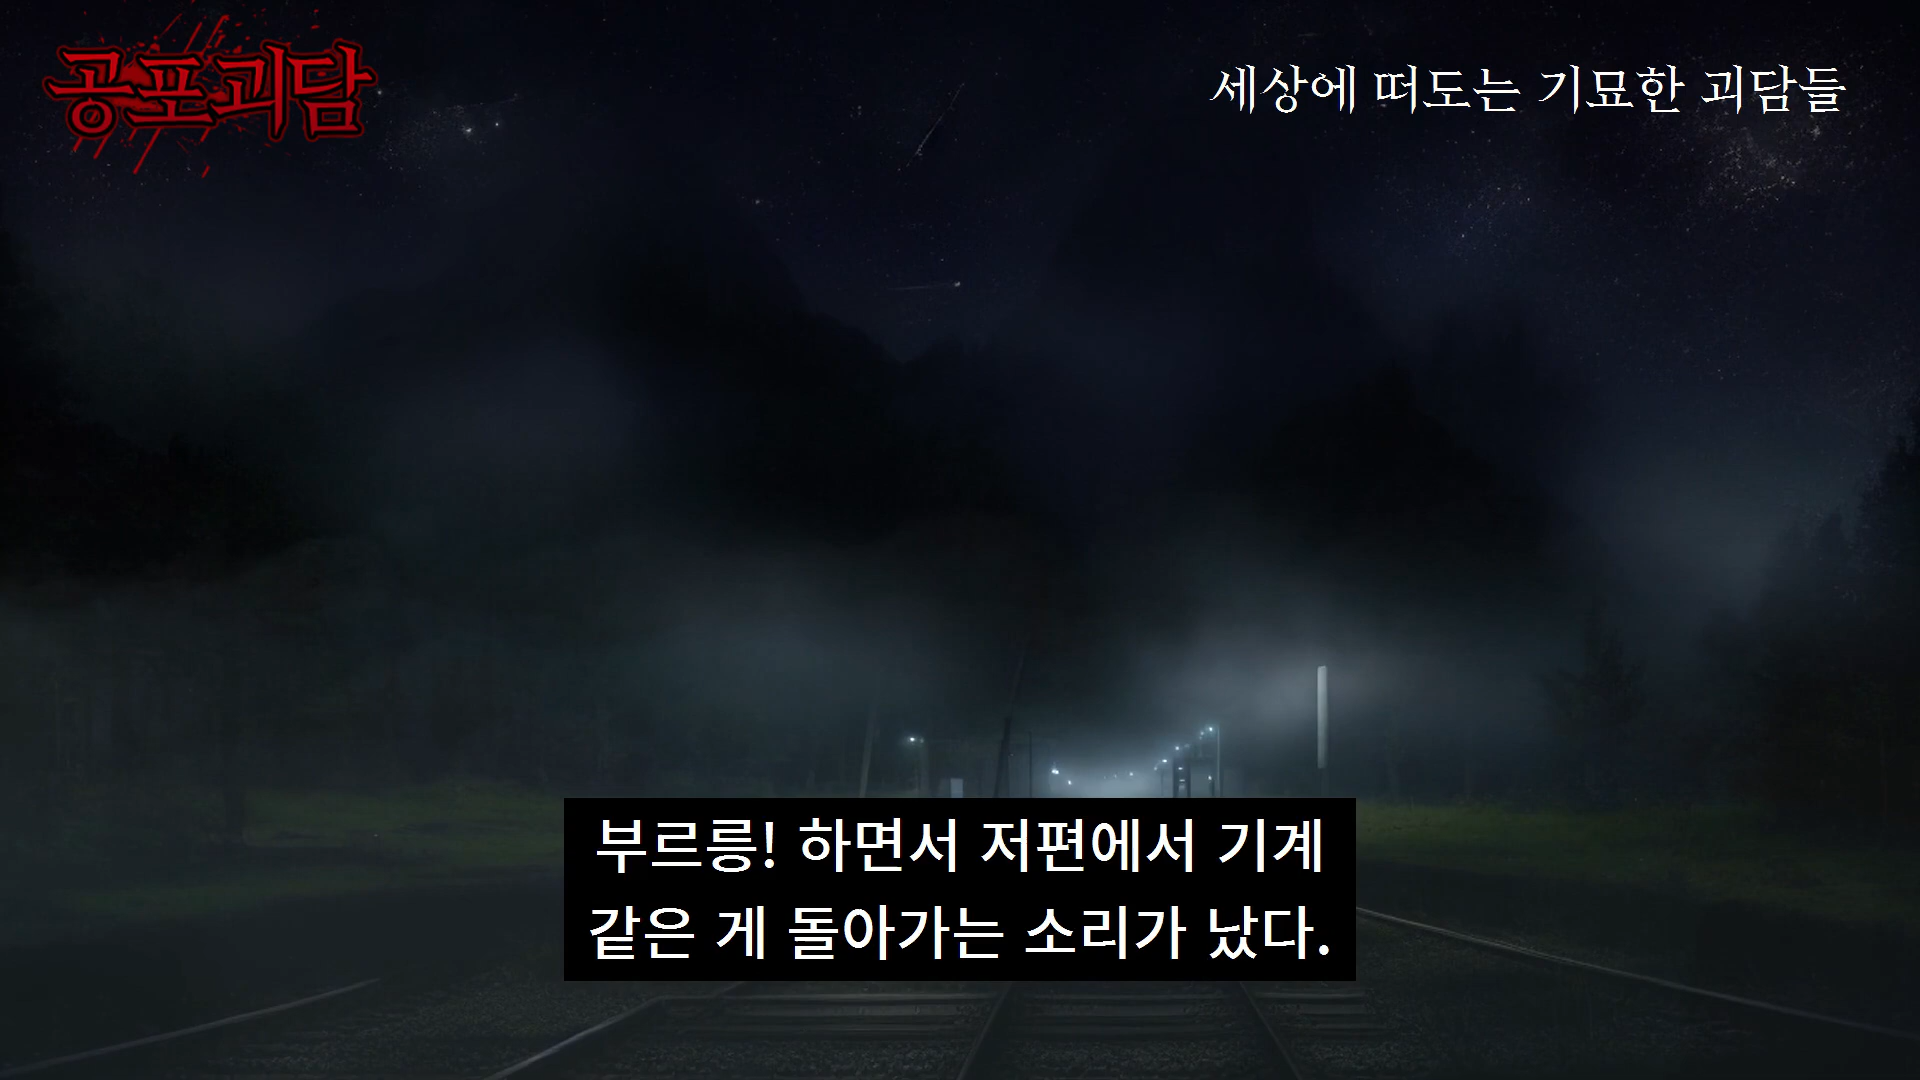 공포괴담
세상에 떠도는 기묘한 괴담들
부르릉! 하면서 저편에서 기계
같은 게 돌아가는 소리가 났다.